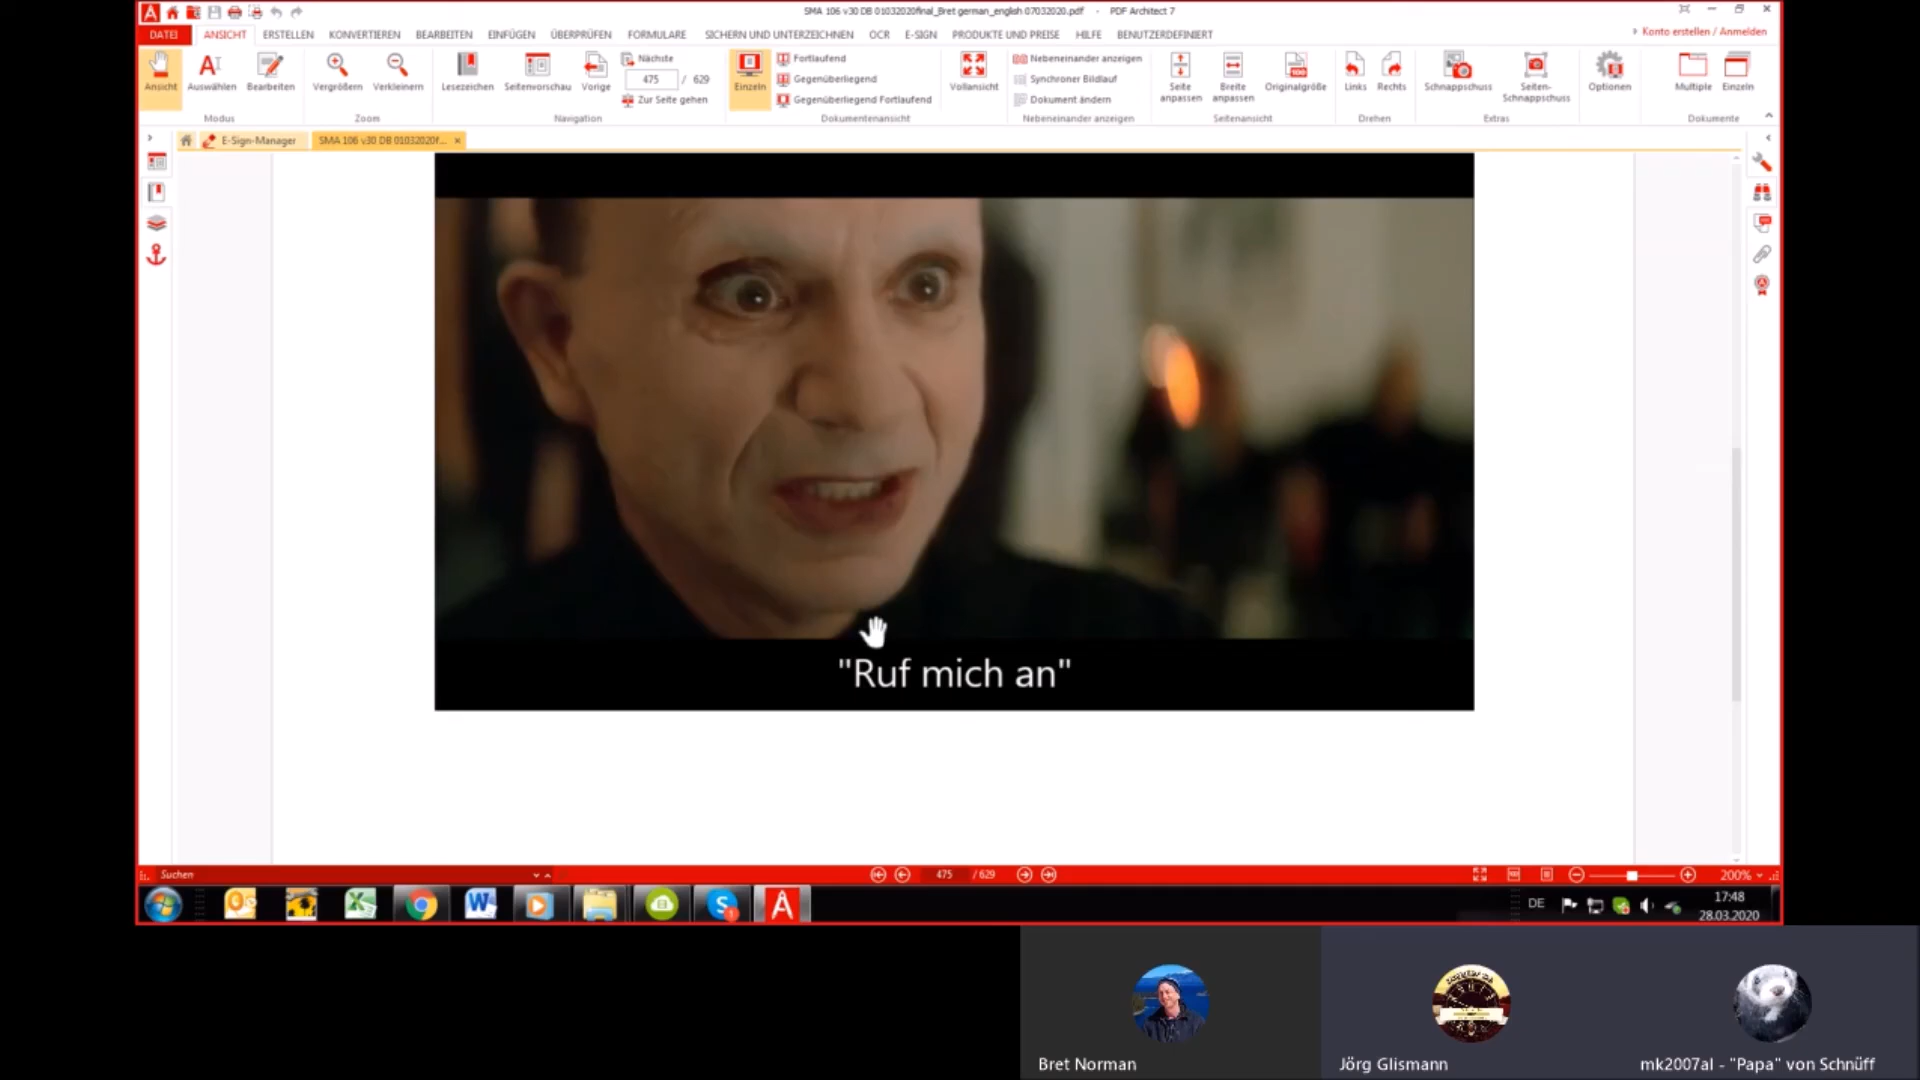 SMA 106 v30 DB 01032020final_Bret german_english 07032020.pdf - PDF Architect 7
DATEI ANSICHT ERSTELLEN KONVERTIEREN BEARBEITEN EINFÜGEN ÜBERPRÜFEN FORMULARE SICHERN UND UNTERZEICHNEN OCR E-SIGN PRODUKTE UND PREISE HILFE BENUTZERDEFINIERT
Konto erstellen / Anmelden
Ansicht Auswählen Bearbeiten
Modus
Vergrößern Verkleinern
Zoom
Lesezeichen Seitenvorschau Vorige
Nächste
475 / 629
Zur Seite gehen
Navigation
Einzeln
Fortlaufend
Gegenüberliegend
Gegenüberliegend Fortlaufend
Dokumentenansicht
Vollansicht
Nebeneinander anzeigen
Synchroner Bildlauf
Dokument ändern
Nebeneinander anzeigen
Seite anpassen
Breite anpassen
Originalgröße
Seitenansicht
Links Rechts
Drehen
Schnappschuss
Seiten-Schnappschuss
Extras
Optionen
Multiple Einzeln
Dokumente
E-Sign-Manager
SMA 106 v30 DB 01032020f...
"Ruf mich an"
Suchen
475 / 629
200%
DE
17:48
28.03.2020
Bret Norman
Jörg Glismann
mk2007al - "Papa" von Schnüff